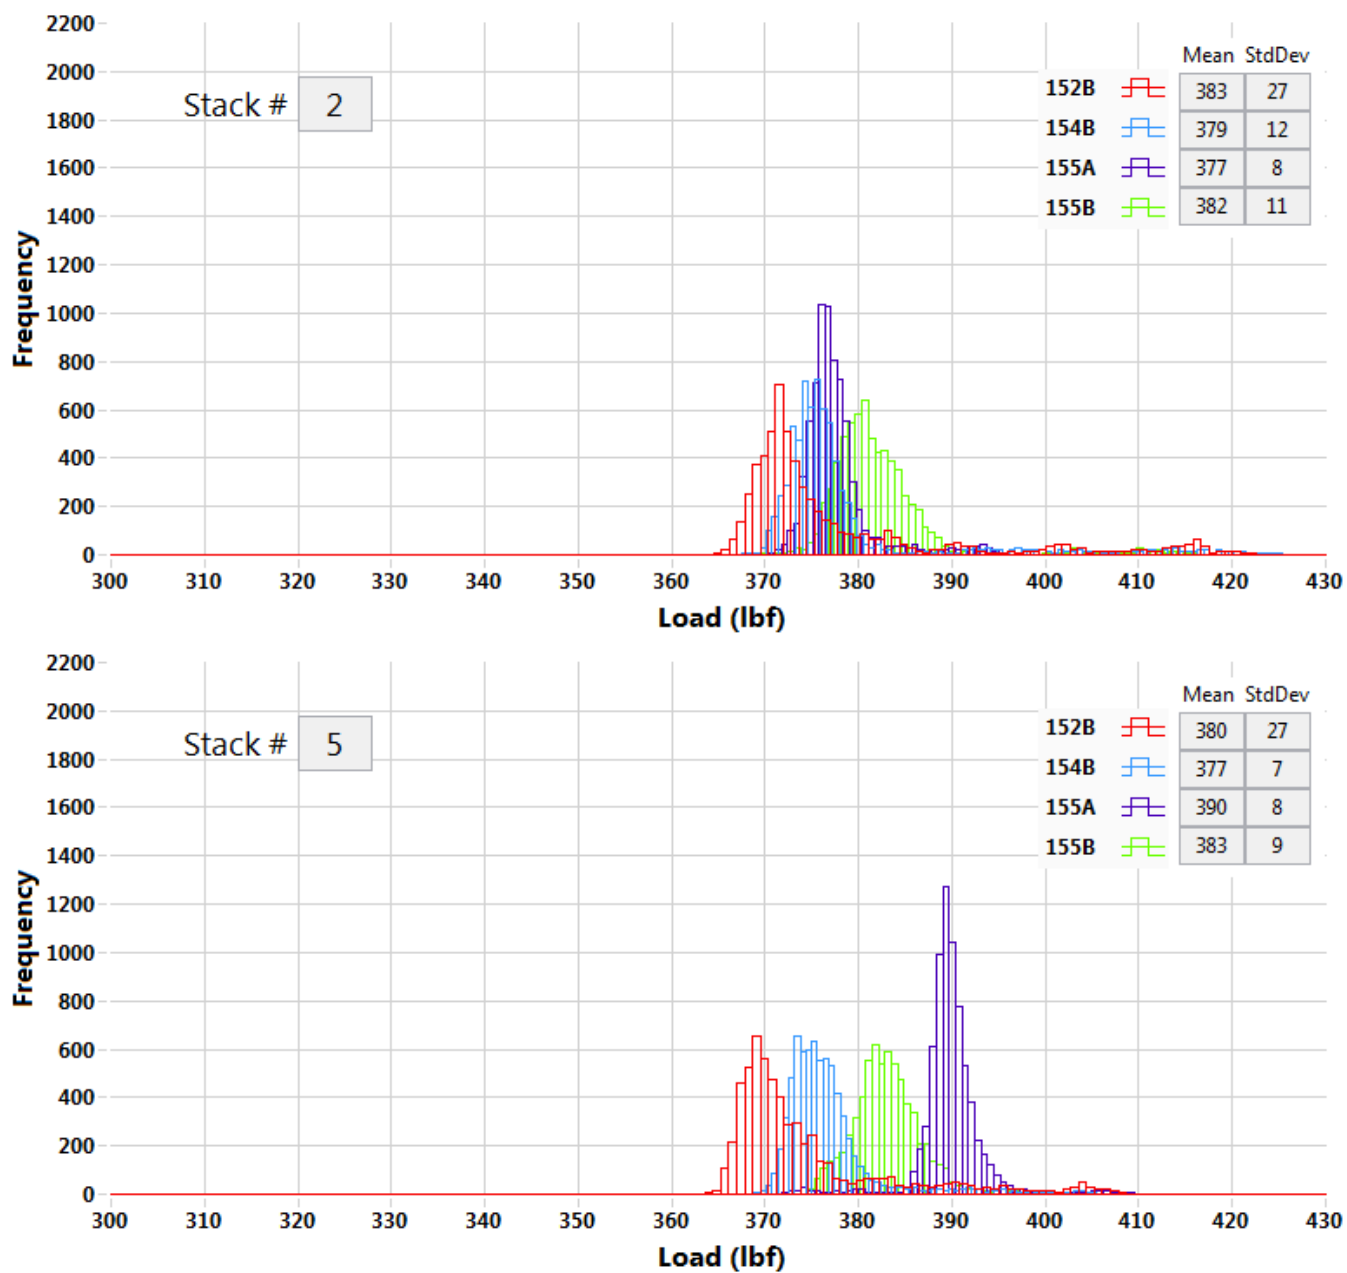 2200
2000
1800
1600
1400
1200
1000
800
600
400
200
0
Frequency
Stack # 2
Mean StdDev
152B 383 27
154B 379 12
155A 377 8
155B 382 11
300 310 320 330 340 350 360 370 380 390 400 410 420 430
Load (lbf)
2200
2000
1800
1600
1400
1200
1000
800
600
400
200
0
Frequency
Stack # 5
Mean StdDev
152B 380 27
154B 377 7
155A 390 8
155B 383 9
300 310 320 330 340 350 360 370 380 390 400 410 420 430
Load (lbf)